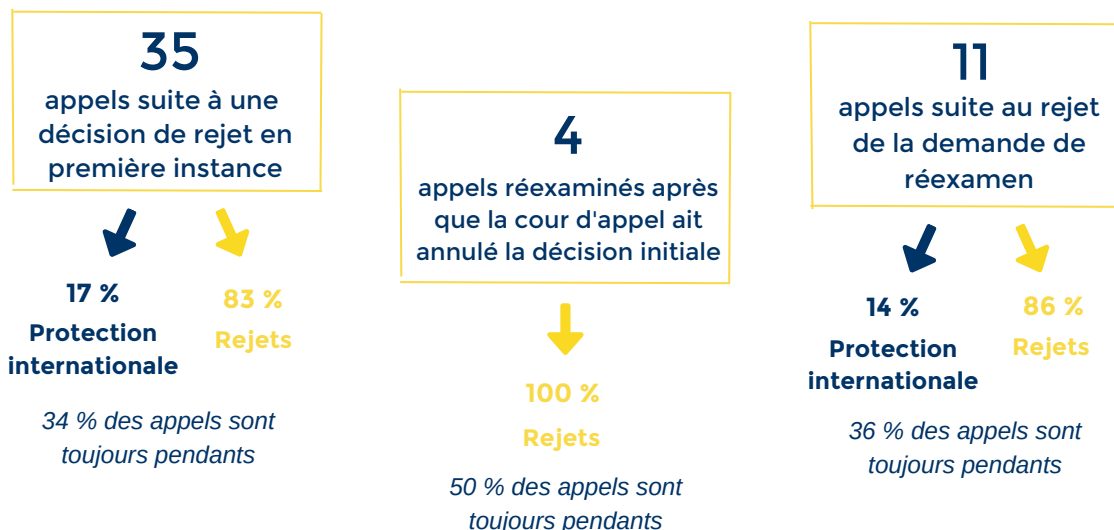 35
appels suite à une
décision de rejet en
première instance
17 %
Protection
internationale
83 %
Rejets
34 % des appels sont
toujours pendants
4
appels réexaminés après
que la cour d'appel ait
annulé la décision initiale
100 %
Rejets
50 % des appels sont
toujours pendants
11
appels suite au rejet
de la demande de
réexamen
14 %
Protection
internationale
86 %
Rejets
36 % des appels sont
toujours pendants